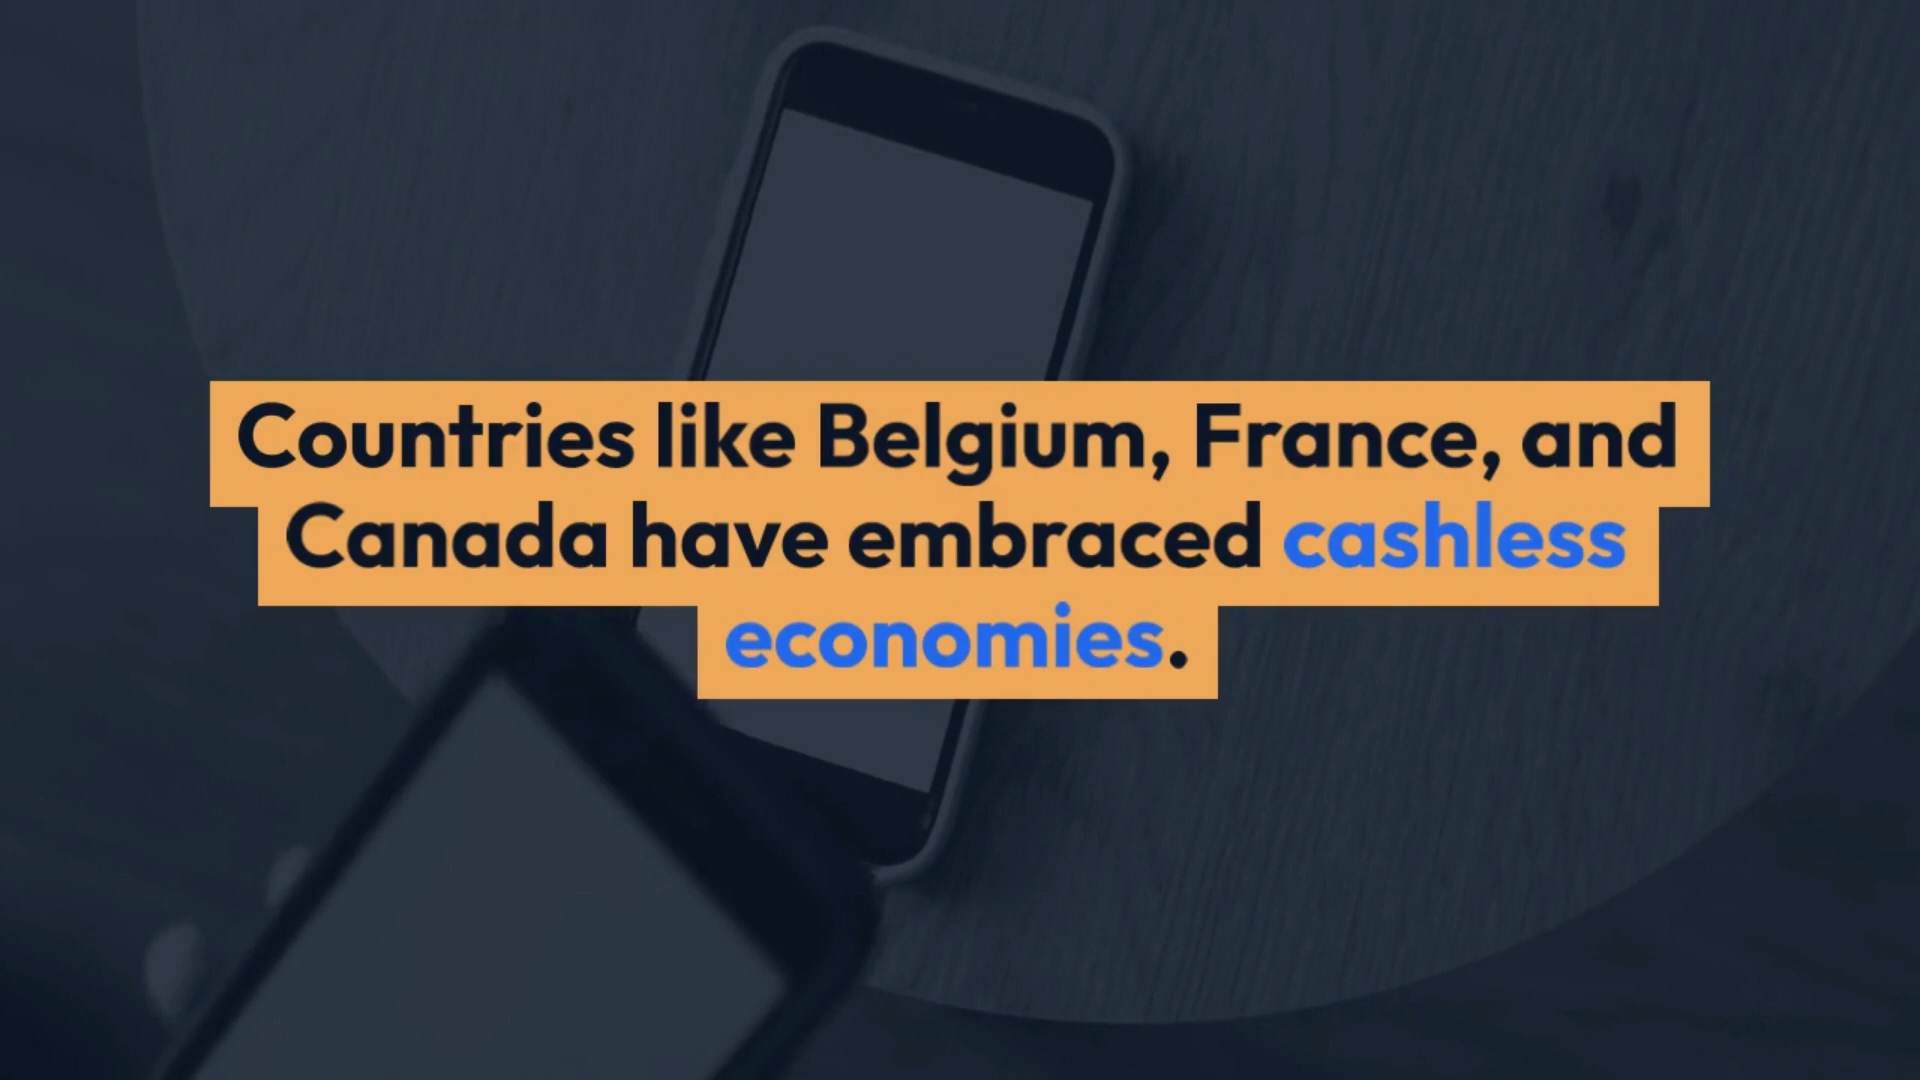 Countries like Belgium, France, and
Canada have embraced cashless
economies.